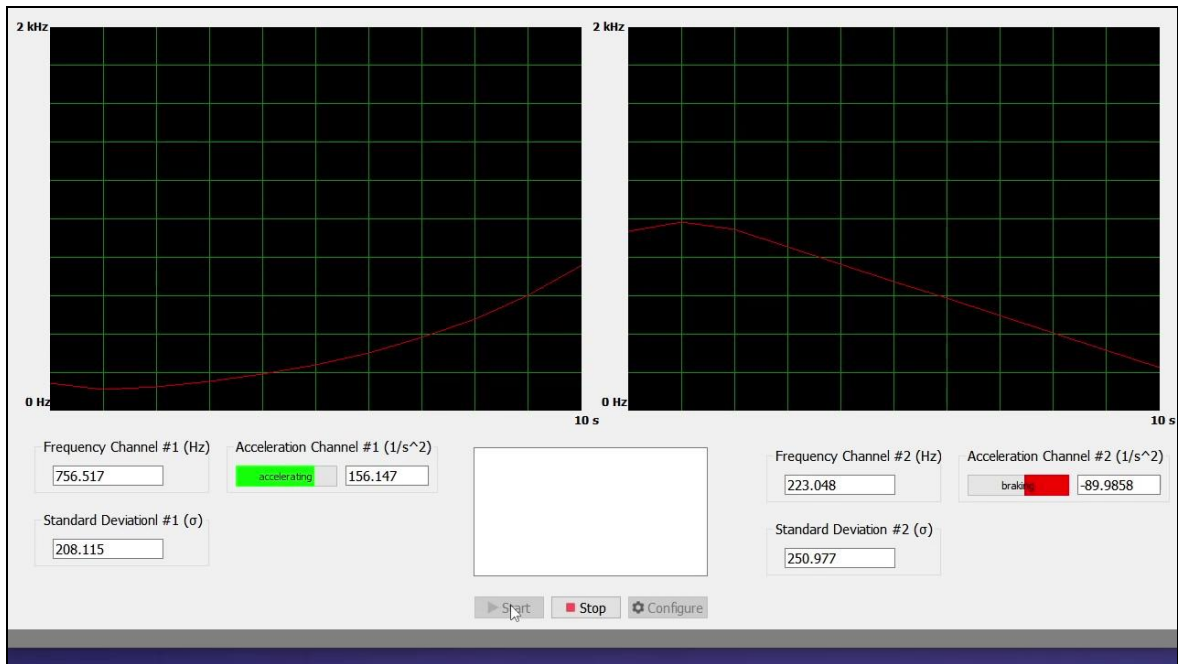 2 kHz
0 Hz
10 s
2 kHz
0 Hz
10 s
Frequency Channel #1 (Hz)
756.517
Acceleration Channel #1 (1/s^2)
accelerating
156.147
Standard Deviationl #1 (σ)
208.115
Frequency Channel #2 (Hz)
223.048
Acceleration Channel #2 (1/s^2)
braking
-89.9858
Standard Deviation #2 (σ)
250.977
Start
Stop
Configure